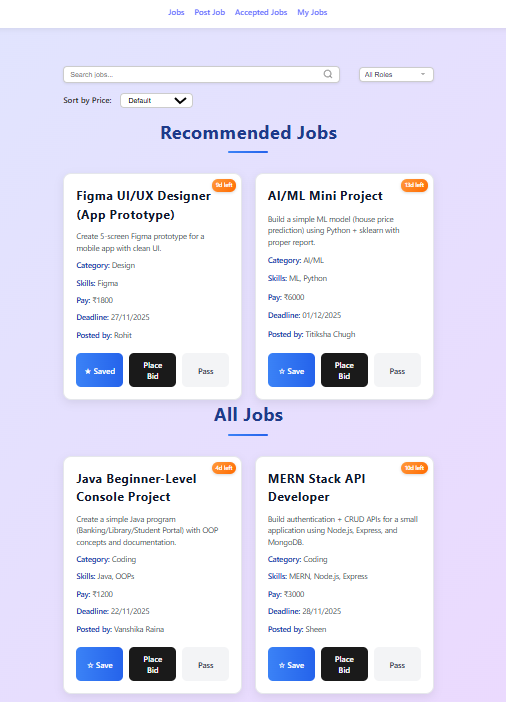 Jobs Post Job Accepted Jobs My Jobs
Search jobs...
All Roles
Sort by Price: Default
Recommended Jobs
9d left
Figma UI/UX Designer
(App Prototype)
Create 5-screen Figma prototype for a
mobile app with clean UI.
Category: Design
Skills: Figma
Pay: ₹1800
Deadline: 27/11/2025
Posted by: Rohit
★ Saved
Place
Bid
Pass
13d left
AI/ML Mini Project
Build a simple ML model (house price
prediction) using Python + sklearn with
proper report.
Category: AI/ML
Skills: ML, Python
Pay: ₹6000
Deadline: 01/12/2025
Posted by: Titiksha Chugh
☆ Save
Place
Bid
Pass
All Jobs
4d left
Java Beginner-Level
Console Project
Create a simple Java program
(Banking/Library/Student Portal) with OOP
concepts and documentation.
Category: Coding
Skills: Java, OOPs
Pay: ₹1200
Deadline: 22/11/2025
Posted by: Vanshika Raina
☆ Save
Place
Bid
Pass
10d left
MERN Stack API
Developer
Build authentication + CRUD APIs for a small
application using Node.js, Express, and
MongoDB.
Category: Coding
Skills: MERN, Node.js, Express
Pay: ₹3000
Deadline: 28/11/2025
Posted by: Sheen
☆ Save
Place
Bid
Pass